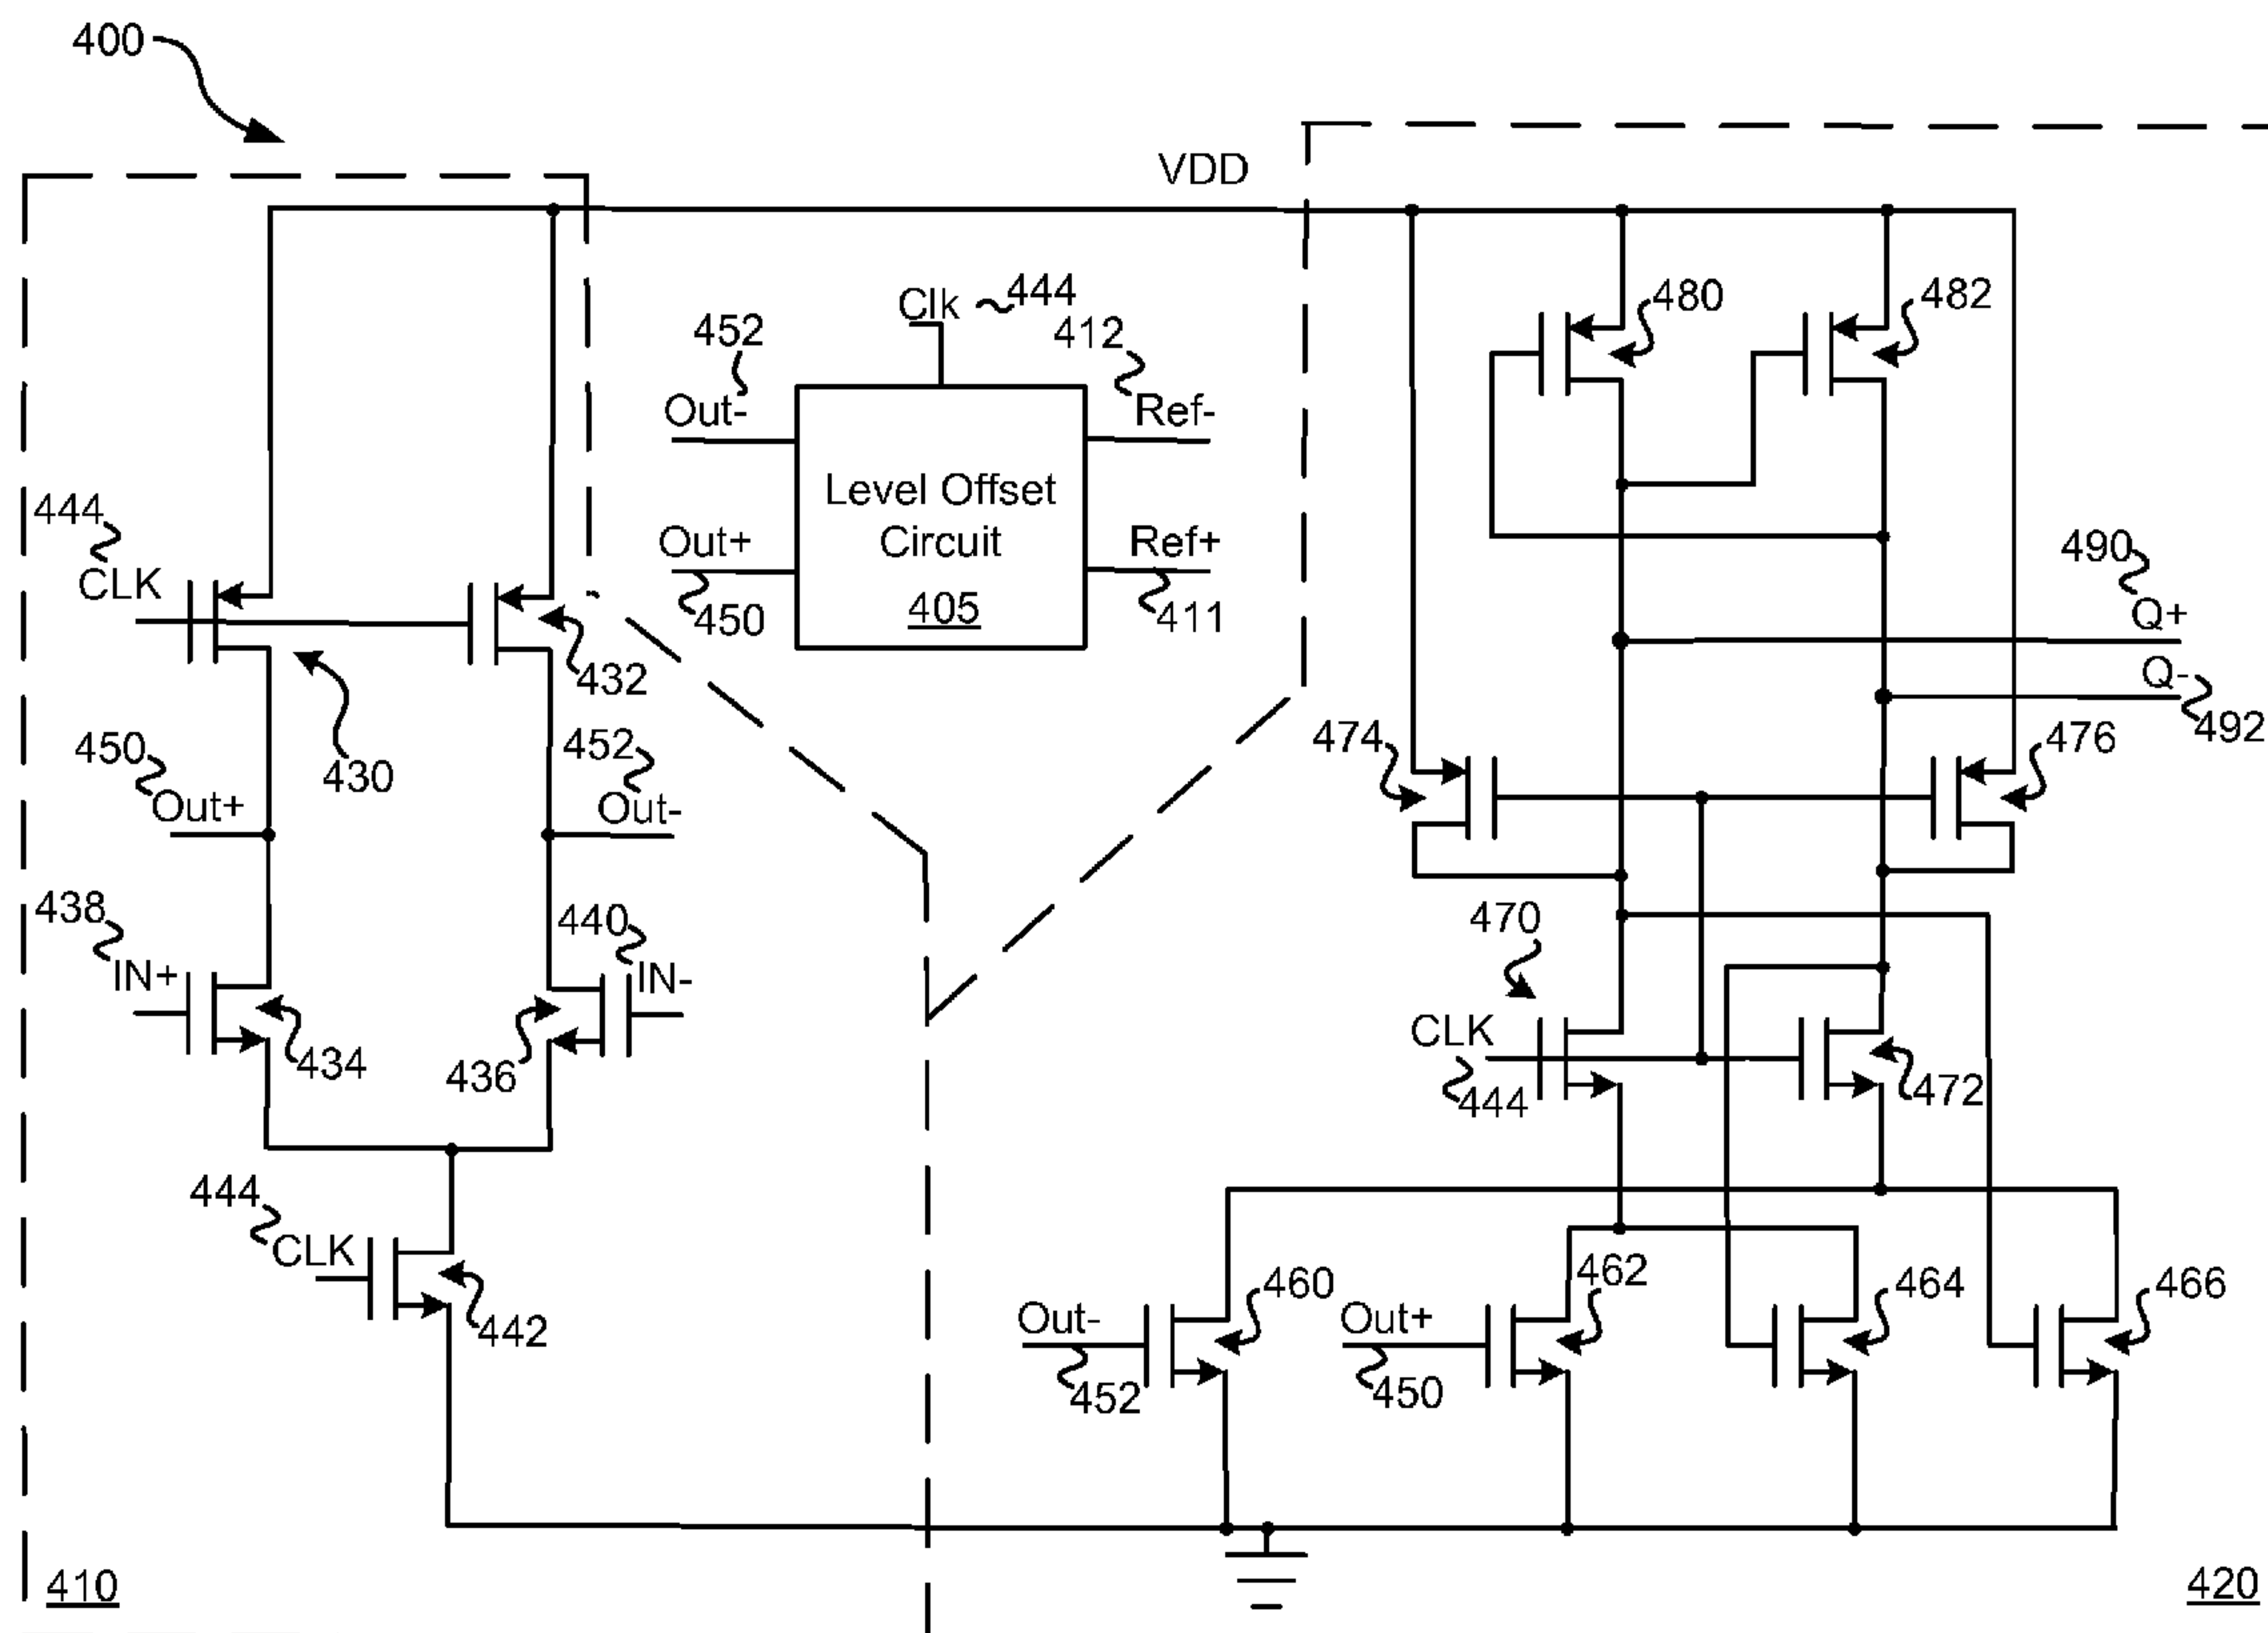 400
VDD
444
Clk
452
412
480
482
Out-
Ref-
Level Offset
Circuit
444
CLK
Out+
Ref+
490
405
450
411
Q+
432
Q-
450
452
474
476
492
430
Out+
Out-
438
440
470
IN+
IN-
CLK
434
436
444
472
444
CLK
460
462
464
466
442
Out-
Out+
452
450
410
420